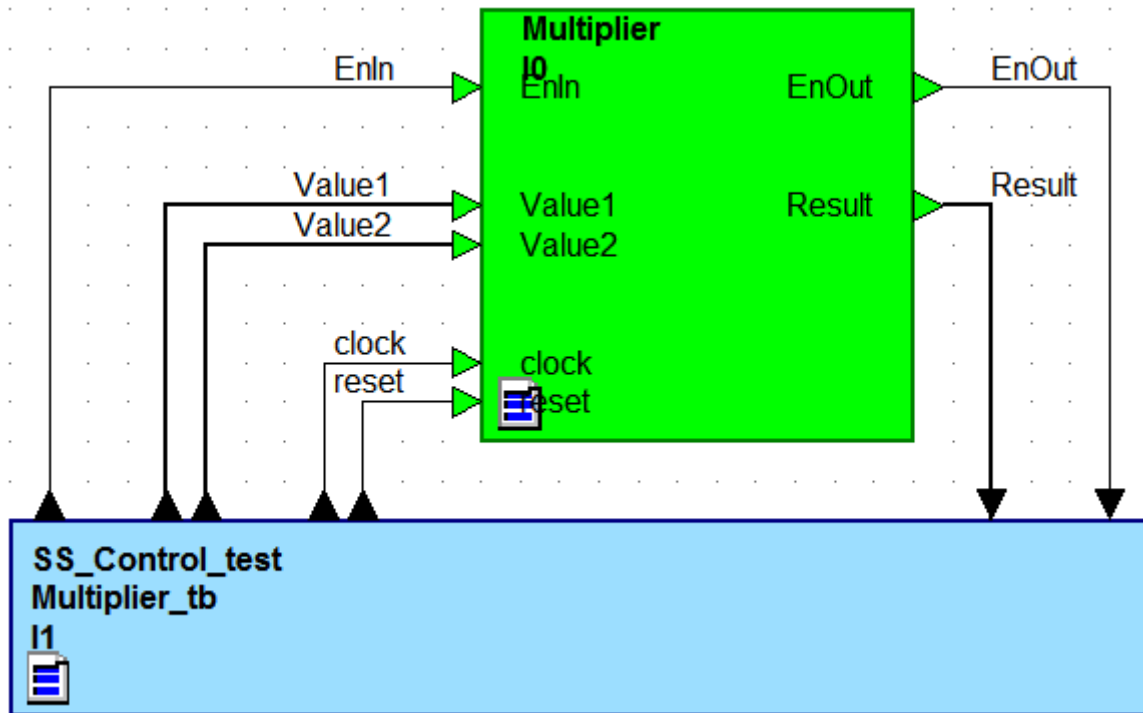 Multiplier
I0
EnIn
EnIn
EnOut
EnOut
Value1
Value1
Result
Result
Value2
Value2
clock
clock
reset
reset
SS_Control_test
Multiplier_tb
I1